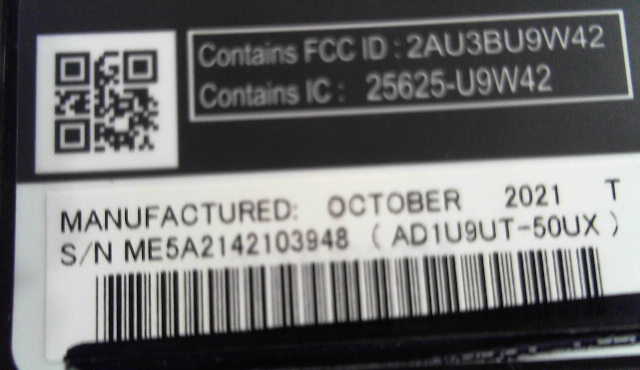 Contains FCC ID : 2AU3BU9W42
Contains IC : 25625-U9W42
MANUFACTURED: OCTOBER 2021 T
S/N ME5A2142103948 ( AD1U9UT-50UX )